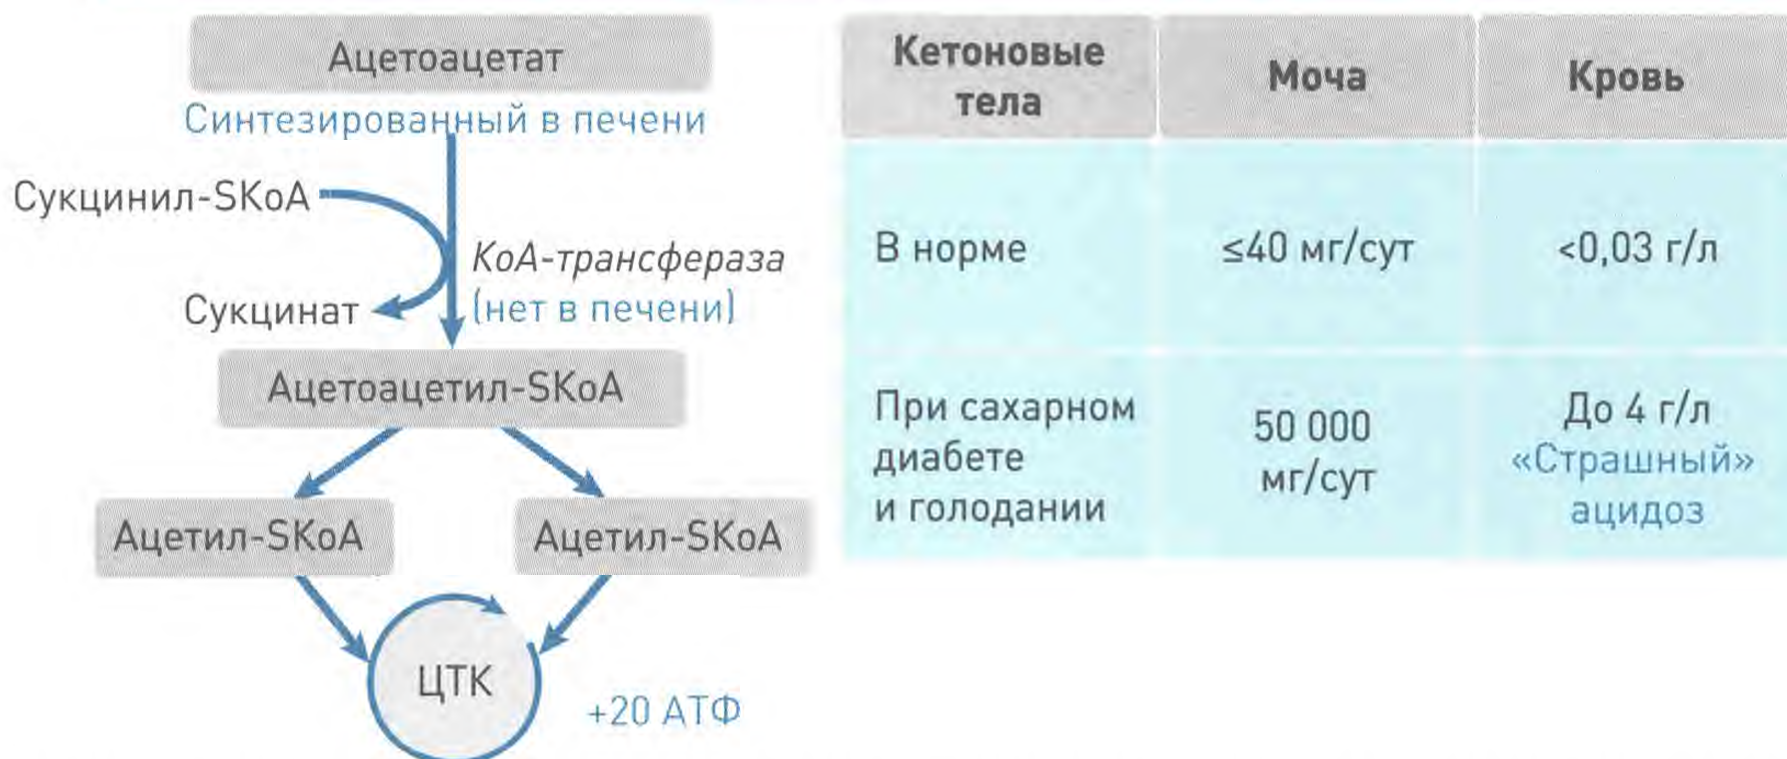 Ацетоацетат
Синтезированный в печени
Сукцинил-SKoA
КоА-трансфераза
(нет в печени)
Сукцинат
Ацетоацетил-SKoA
Ацетил-SKoA
Ацетил-SKoA
ЦТК
+20 АТФ
Кетоновые
тела
Моча
Кровь
В норме
≤40 мг/сут
<0,03 г/л
При сахарном
диабете
и голодании
50 000
мг/сут
До 4 г/л
«Страшный»
ацидоз